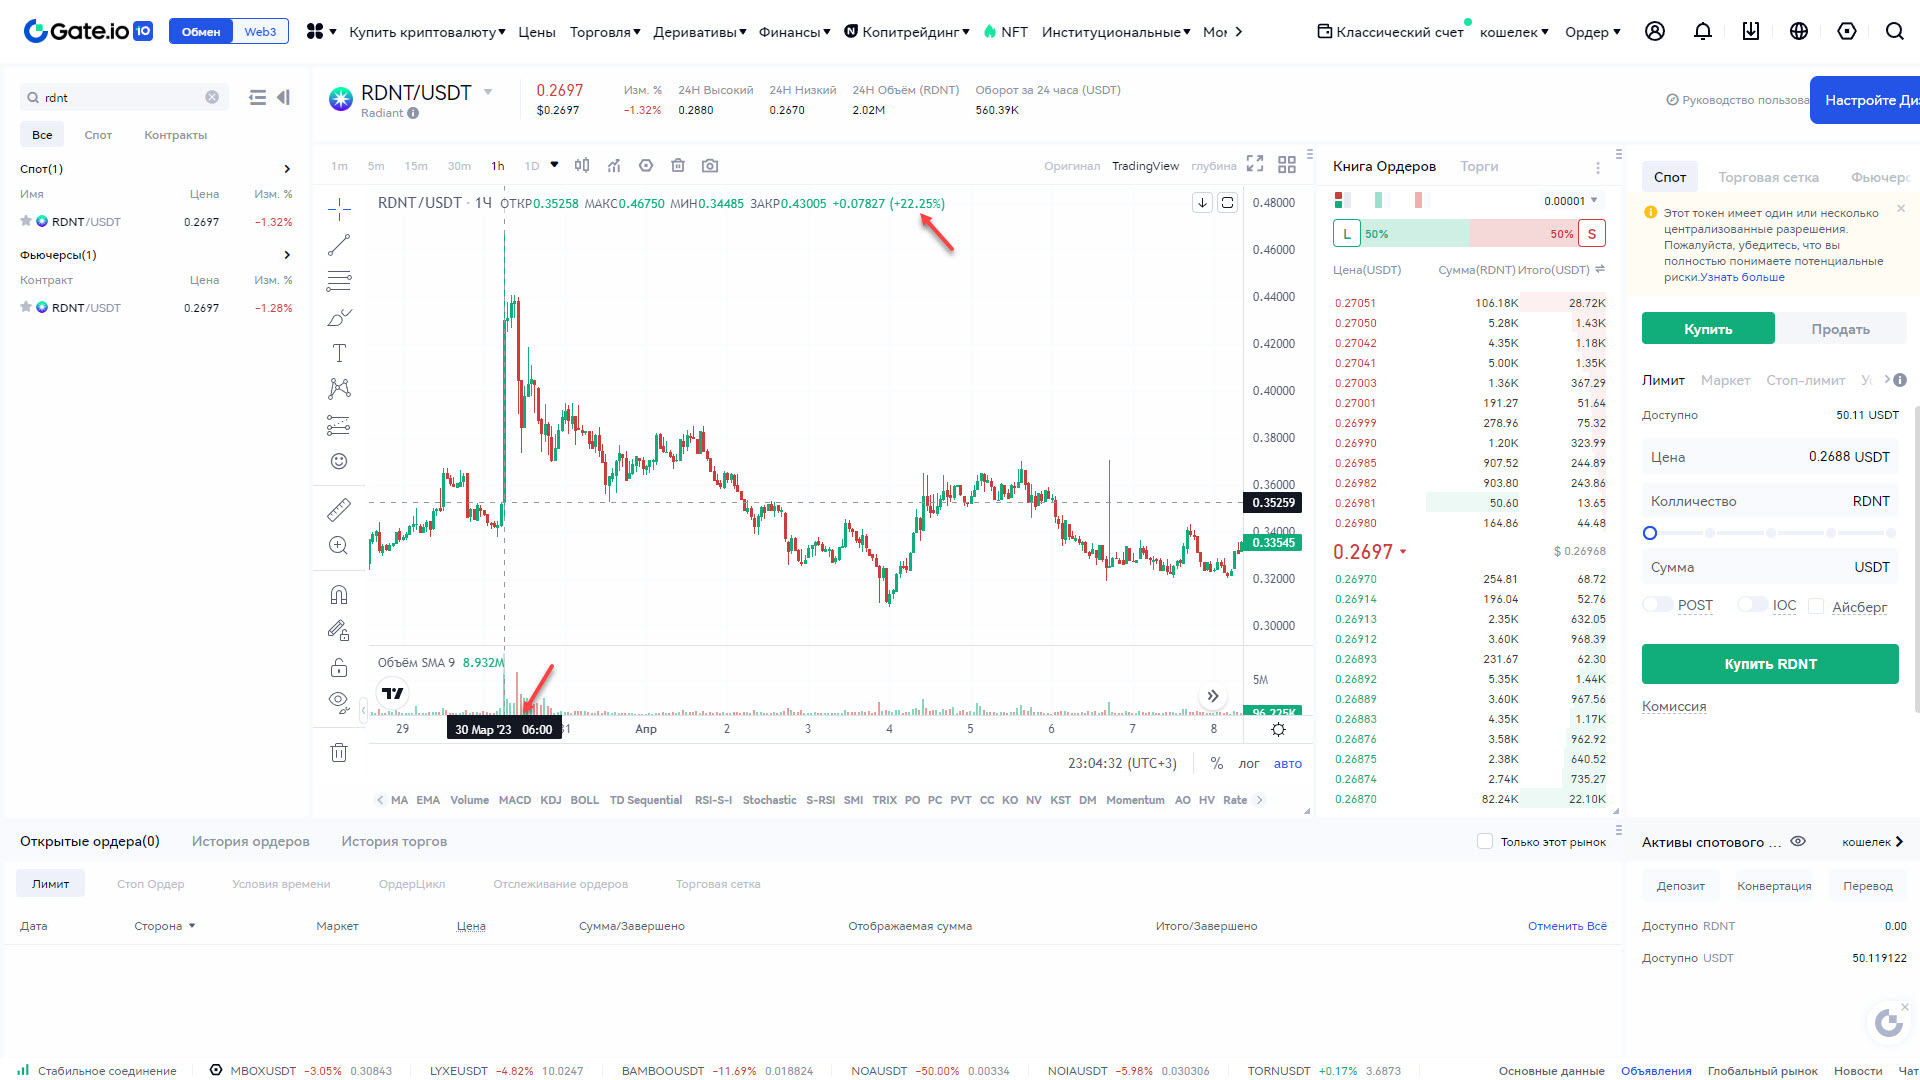 Gate.io 10 Обмен Web3 Купить криптовалюту Цены Торговля Деривативы Финансы Копитрейдинг NFT Институциональные Классический счет кошелек Ордер
rdnt
Все Спот Контракты
Спот(1)
Имя Цена Изм. %
RDNT/USDT 0.2697 -1.32%
Фьючерсы(1)
Контракт Цена Изм. %
RDNT/USDT 0.2697 -1.28%
RDNT/USDT
Radiant
0.2697
$0.2697
Изм. % 24H Высокий 24H Низкий 24H Объём (RDNT) Оборот за 24 часа (USDT)
-1.32% 0.2880 0.2670 2.02M 560.39K
Руководство пользова
Настройте Ди
1m 5m 15m 30m 1h 1D
Оригинал TradingView глубина
RDNT/USDT · 1Ч ОТКР0.35258 МАКС0.46750 МИН0.34485 ЗАКР0.43005 +0.07827 (+22.25%)
0.48000
0.46000
0.44000
0.42000
0.40000
0.38000
0.36000
0.35259
0.34000
0.33545
0.32000
0.30000
Объём SMA 9 8.932M
5M
96.225K
29 30 Мар '23 06:00 31 Апр 2 3 4 5 6 7 8
23:04:32 (UTC+3) % лог авто
MA EMA Volume MACD KDJ BOLL TD Sequential RSI-S-I Stochastic S-RSI SMI TRIX PO PC PVT CC KO NV KST DM Momentum AO HV Rate
Книга Ордеров Торги
0.00001
L 50% 50% S
Цена(USDT) Сумма(RDNT) Итого(USDT)
0.27051 106.18K 28.72K
0.27050 5.28K 1.43K
0.27042 4.35K 1.18K
0.27041 5.00K 1.35K
0.27003 1.36K 367.29
0.27001 191.27 51.64
0.26999 278.96 75.32
0.26990 1.20K 323.99
0.26985 907.52 244.89
0.26982 903.80 243.86
0.26981 50.60 13.65
0.26980 164.86 44.48
0.2697 $ 0.26968
0.26970 254.81 68.72
0.26914 196.04 52.76
0.26913 2.35K 632.05
0.26912 3.60K 968.39
0.26893 231.67 62.30
0.26892 5.35K 1.44K
0.26889 3.60K 967.56
0.26883 4.35K 1.17K
0.26876 3.58K 962.92
0.26875 2.38K 640.52
0.26874 2.74K 735.27
0.26870 82.24K 22.10K
Спот Торговая сетка Фьючерс
Этот токен имеет один или несколько
централизованные разрешения.
Пожалуйста, убедитесь, что вы
полностью понимаете потенциальные
риски.Узнать больше
Купить Продать
Лимит Маркет Стоп-лимит
Доступно 50.11 USDT
Цена 0.2688 USDT
Колличество RDNT
Сумма USDT
POST IOC Айсберг
Купить RDNT
Комиссия
Открытые ордера(0) История ордеров История торгов
Только этот рынок
Лимит Стоп Ордер Условия времени ОрдерЦикл Отслеживание ордеров Торговая сетка
Дата Сторона Маркет Цена Сумма/Завершено Отображаемая сумма Итого/Завершено Отменить Всё
Активы спотового ... кошелек
Депозит Конвертация Перевод
Доступно RDNT 0.00
Доступно USDT 50.119122
Стабильное соединение MBOXUSDT -3.05% 0.30843 LYXEUSDT -4.82% 10.0247 BAMBOOUSDT -11.69% 0.018824 NOAUSDT -50.00% 0.00334 NOIAUSDT -5.98% 0.030306 TORNUSDT +0.17% 3.6873 Основные данные Объявления Глобальный рынок Новости Чат